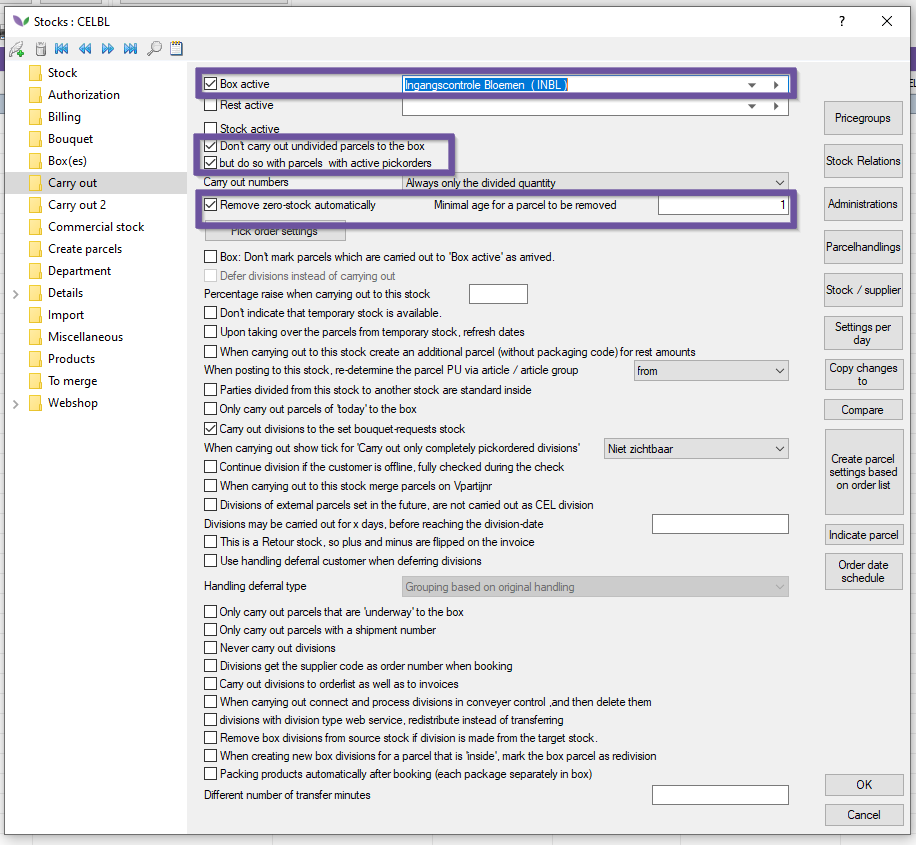 Stocks : CELBL
?
Stock
Authorization
Billing
Bouquet
Box(es)
Carry out
Carry out 2
Commercial stock
Create parcels
Department
Details
Import
Miscellaneous
Products
To merge
Webshop
Box active Ingangscontrole Bloemen ( INBL )
Rest active
Stock active
Don't carry out undivided parcels to the box
but do so with parcels with active pickorders
Carry out numbers Always only the divided quantity
Remove zero-stock automatically Minimal age for a parcel to be removed 1
Pick order settings
Box: Don't mark parcels which are carried out to 'Box active' as arrived.
Defer divisions instead of carrying out
Percentage raise when carrying out to this stock
Don't indicate that temporary stock is available.
Upon taking over the parcels from temporary stock, refresh dates
When carrying out to this stock create an additional parcel (without packaging code) for rest amounts
When posting to this stock, re-determine the parcel PU via article / article group from
Parties divided from this stock to another stock are standard inside
Only carry out parcels of 'today' to the box
Carry out divisions to the set bouquet-requests stock
When carrying out show tick for 'Carry out only completely pickordered divisions' Niet zichtbaar
Continue division if the customer is offline, fully checked during the check
When carrying out to this stock merge parcels on Vpartijnr
Divisions of external parcels set in the future, are not carried out as CEL division
Divisions may be carried out for x days, before reaching the division-date
This is a Retour stock, so plus and minus are flipped on the invoice
Use handling deferral customer when deferring divisions
Handling deferral type Grouping based on original handling
Only carry out parcels that are 'underway' to the box
Only carry out parcels with a shipment number
Never carry out divisions
Divisions get the supplier code as order number when booking
Carry out divisions to orderlist as well as to invoices
When carrying out connect and process divisions in conveyer control ,and then delete them
divisions with division type web service, redistribute instead of transferring
Remove box divisions from source stock if division is made from the target stock.
When creating new box divisions for a parcel that is 'inside', mark the box parcel as redivision
Packing products automatically after booking (each package separately in box)
Different number of transfer minutes
Pricegroups
Stock Relations
Administrations
Parcelhandlings
Stock / supplier
Settings per
day
Copy changes
to
Compare
Create parcel
settings based
on order list
Indicate parcel
Order date
schedule
OK
Cancel